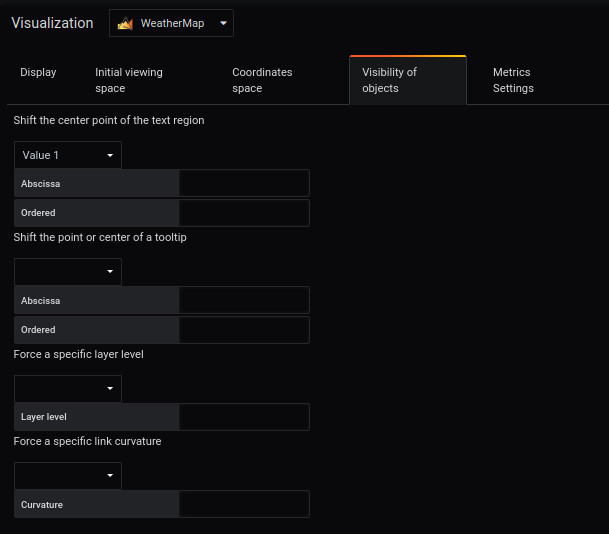 Visualization
WeatherMap
Display
Initial viewing
space
Coordinates
space
Visibility of
objects
Metrics
Settings
Shift the center point of the text region
Value 1
Abscissa
Ordered
Shift the point or center of a tooltip
Abscissa
Ordered
Force a specific layer level
Layer level
Force a specific link curvature
Curvature